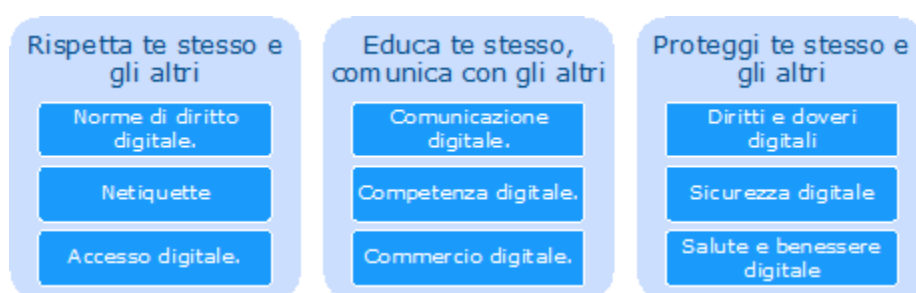 Rispetta te stesso e
gli altri
Norme di diritto
digitale.
Netiquette
Accesso digitale.
Educa te stesso,
comunica con gli altri
Comunicazione
digitale.
Competenza digitale.
Commercio digitale.
Proteggi te stesso e
gli altri
Diritti e doveri
digitali
Sicurezza digitale
Salute e benessere
digitale